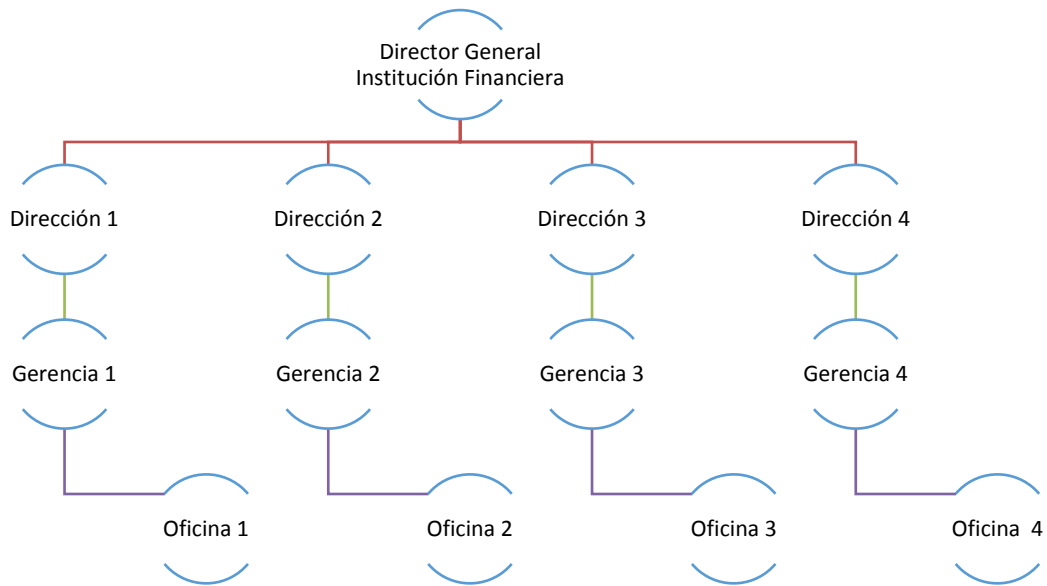 Director General
Institución Financiera
Dirección 1
Dirección 2
Dirección 3
Dirección 4
Gerencia 1
Gerencia 2
Gerencia 3
Gerencia 4
Oficina 1
Oficina 2
Oficina 3
Oficina 4